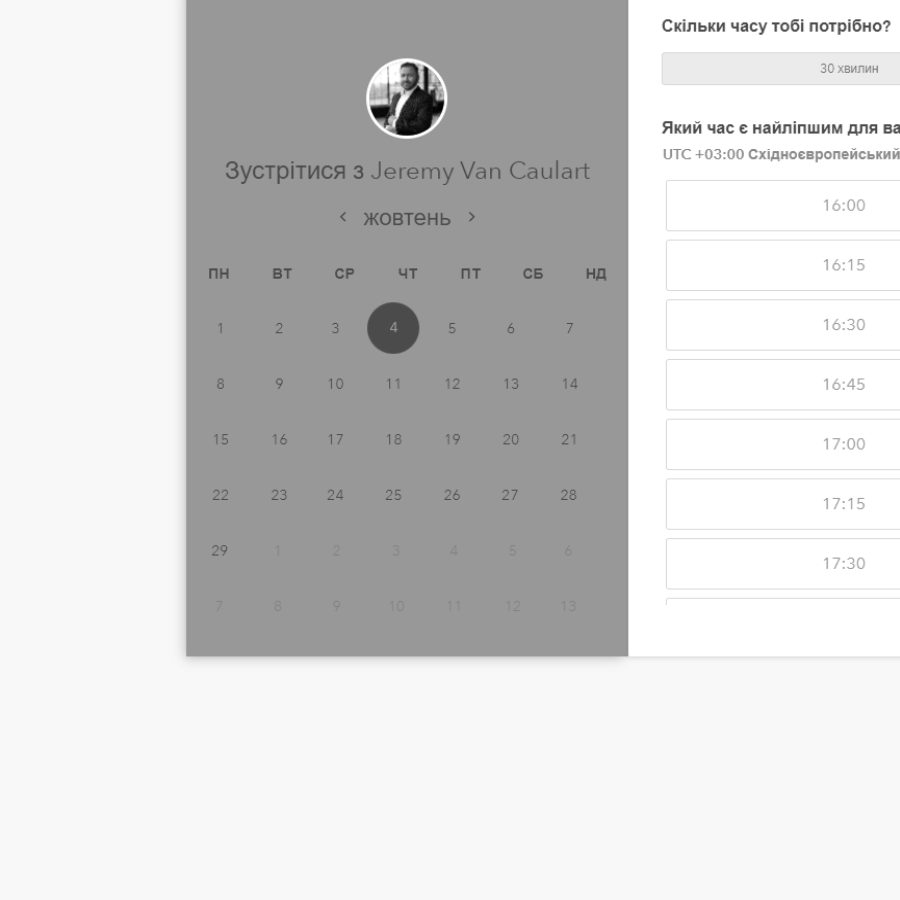 Зустрітися з Jeremy Van Caulart
жовтень
ПН ВТ СР ЧТ ПТ СБ НД
1 2 3 4 5 6 7
8 9 10 11 12 13 14
15 16 17 18 19 20 21
22 23 24 25 26 27 28
29 1 2 3 4 5 6
7 8 9 10 11 12 13
Скільки часу тобі потрібно?
30 хвилин
Який час є найліпшим для
UTC +03:00 Східноєвропейський
16:00
16:15
16:30
16:45
17:00
17:15
17:30